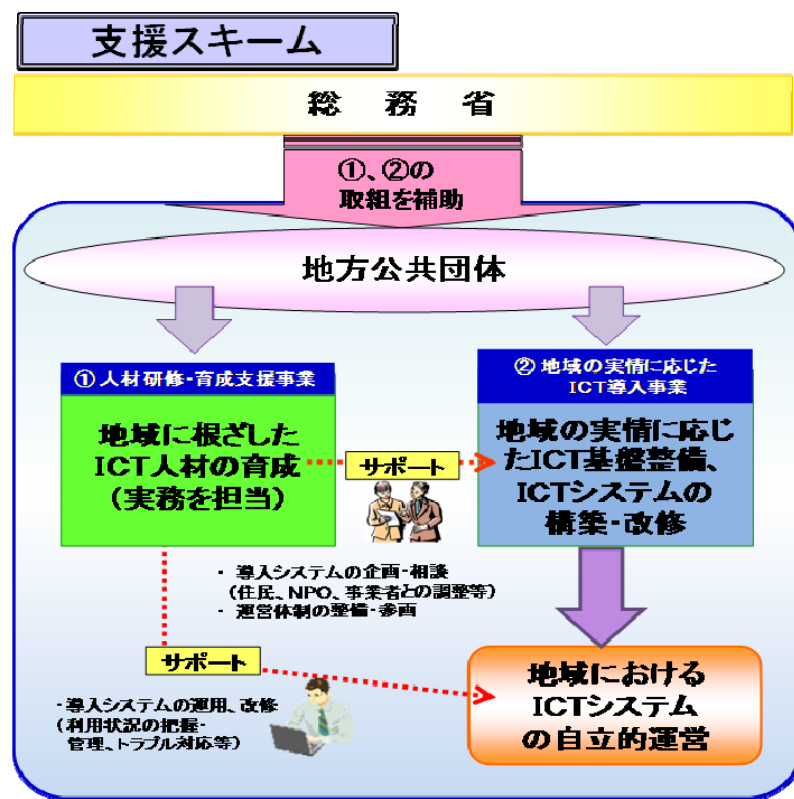 支援スキーム
総務省
①、②の
取組を補助
地方公共団体
①人材研修・育成支援事業
地域に根ざした
ICT人材の育成
(実務を担当)
サポート
② 地域の実情に応じた
ICT導入事業
地域の実情に応じ
たICT基盤整備、
ICTシステムの
構築・改修
・ 導入システムの企画・相談
(住民、NPO、事業者との調整等)
・ 運営体制の整備・参画
サポート
・導入システムの運用、改修
(利用状況の把握・
管理、トラブル対応等)
地域における
ICTシステム
の自立的運営